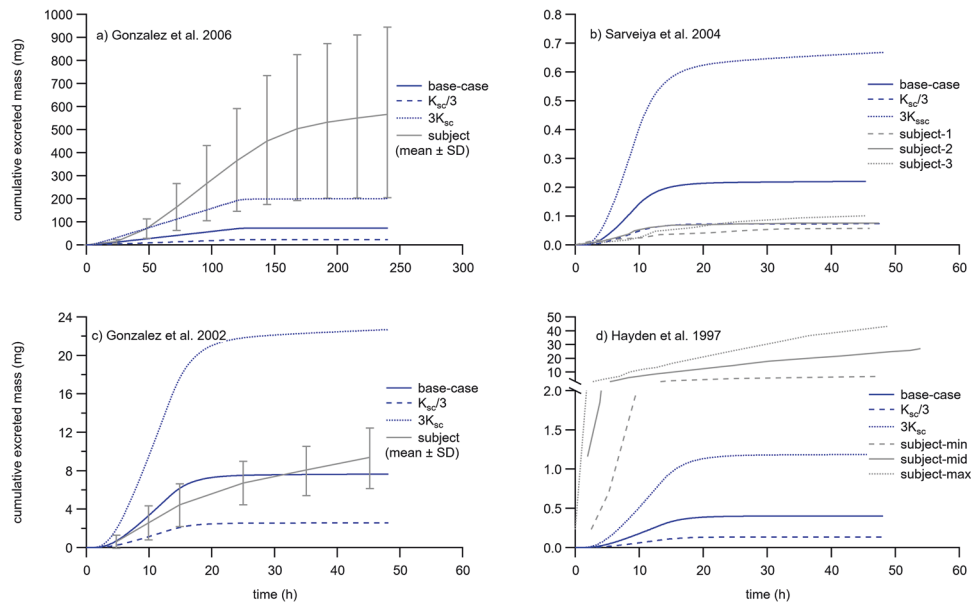 a) Gonzalez et al. 2006
cumulative excreted mass (mg)
1000
900
800
700
600
500
400
300
200
100
0
0 50 100 150 200 250 300
base-case
Ksc/3
3Ksc
subject
(mean ± SD)
b) Sarveiya et al. 2004
0.8
0.7
0.6
0.5
0.4
0.3
0.2
0.1
0.0
0 10 20 30 40 50 60
base-case
Ksc/3
3Kssc
subject-1
subject-2
subject-3
c) Gonzalez et al. 2002
cumulative excreted mass (mg)
24
20
16
12
8
4
0
0 10 20 30 40 50 60
time (h)
base-case
Ksc/3
3Ksc
subject
(mean ± SD)
d) Hayden et al. 1997
50
40
30
20
10
2.0
1.5
1.0
0.5
0.0
0 10 20 30 40 50 60
time (h)
base-case
Ksc/3
3Ksc
subject-min
subject-mid
subject-max